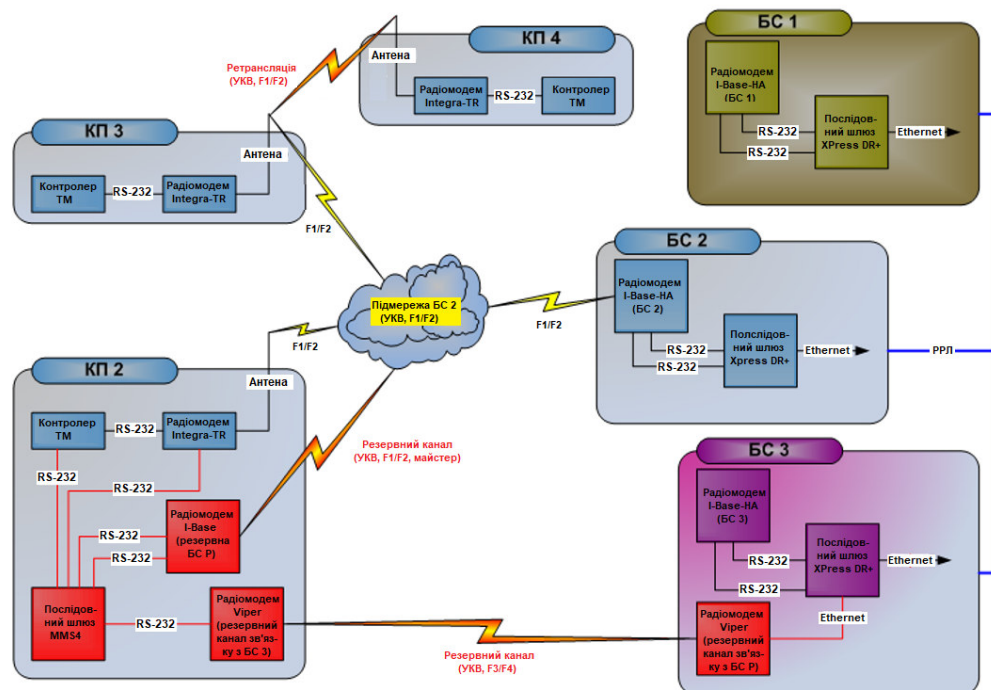 КП 4
Ретрансляція
(УКВ, F1/F2)
Антена
Радіомодем
Integra-TR
RS-232
Контролер
ТМ
БС 1
Радіомодем
I-Base-HA
(БС 1)
RS-232
RS-232
Послідов-
ний шлюз
XPress DR+
Ethernet
КП 3
Антена
Контролер
ТМ
RS-232
Радіомодем
Integra-TR
F1/F2
Підмережа БС 2
(УКВ, F1/F2)
F1/F2
F1/F2
БС 2
Радіомодем
I-Base-HA
(БС 2)
RS-232
RS-232
Полслідов-
ний шлюз
Xpress DR+
Ethernet
РРЛ
КП 2
Антена
Контролер
ТМ
RS-232
Радіомодем
Integra-TR
RS-232
RS-232
RS-232
RS-232
Радіомодем
I-Base
(резервна
БС Р)
Резервний канал
(УКВ, F1/F2, майстер)
Послідов-
ний шлюз
MMS4
RS-232
Радіомодем
Viper
(резервний
канал зв'яз-
ку з БС 3)
Резервний канал
(УКВ, F3/F4)
БС 3
Радіомодем
I-Base-HA
(БС 3)
RS-232
RS-232
Послідов-
ний шлюз
XPress DR+
Ethernet
Ethernet
Радіомодем
Viper
(резервний
канал зв'яз-
ку з БС Р)